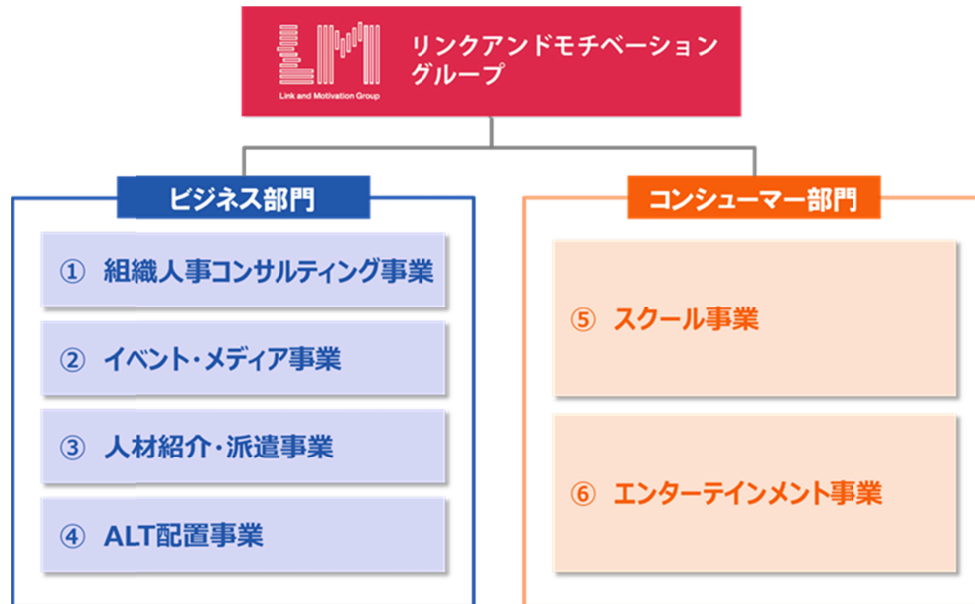 リンクアンドモチベーション
グループ
Link and Motivation Group
ビジネス部門
① 組織人事コンサルティング事業
② イベント・メディア事業
③ 人材紹介・派遣事業
④ ALT配置事業
コンシューマー部門
⑤ スクール事業
⑥ エンターテインメント事業